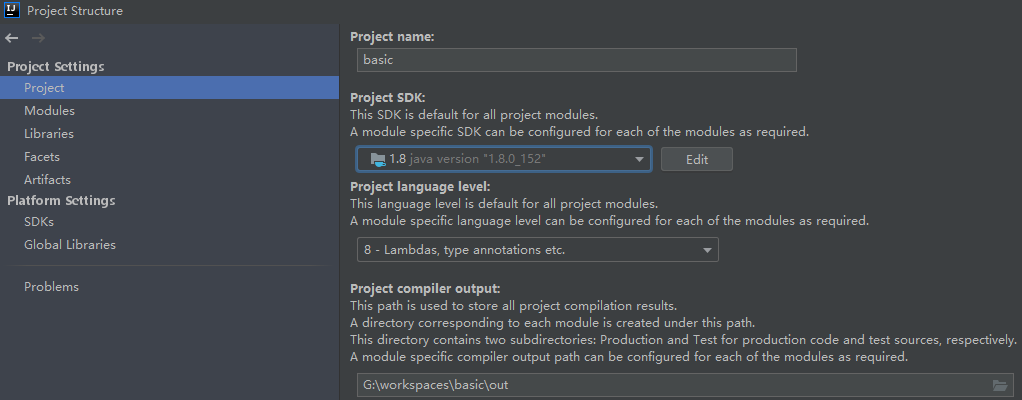 IJ Project Structure
Project Settings
Project
Modules
Libraries
Facets
Artifacts
Platform Settings
SDKs
Global Libraries
Problems
Project name:
basic
Project SDK:
This SDK is default for all project modules.
A module specific SDK can be configured for each of the modules as required.
1.8 java version "1.8.0_152"
Edit
Project language level:
This language level is default for all project modules.
A module specific language level can be configured for each of the modules as required.
8 - Lambdas, type annotations etc.
Project compiler output:
This path is used to store all project compilation results.
A directory corresponding to each module is created under this path.
This directory contains two subdirectories: Production and Test for production code and test sources, respectively.
A module specific compiler output path can be configured for each of the modules as required.
G:\workspaces\basic\out